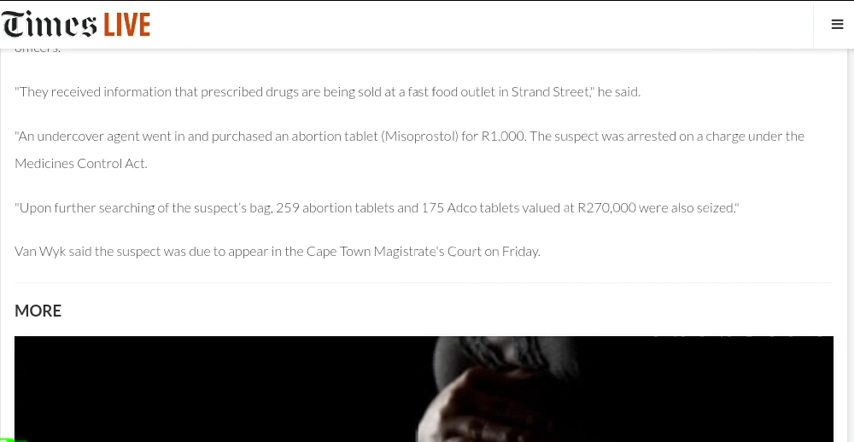 Times LIVE
officers.
"They received information that prescribed drugs are being sold at a fast food outlet in Strand Street," he said.
"An undercover agent went in and purchased an abortion tablet (Misoprostol) for R1,000. The suspect was arrested on a charge under the
Medicines Control Act.
"Upon further searching of the suspect's bag, 259 abortion tablets and 175 Adco tablets valued at R270,000 were also seized."
Van Wyk said the suspect was due to appear in the Cape Town Magistrate's Court on Friday.
MORE